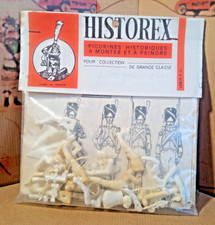 HISTOREX
FIGURINES HISTORIQUES
A MONTER ET A PEINDRE
POUR COLLECTION DE GRANDE CLASSE